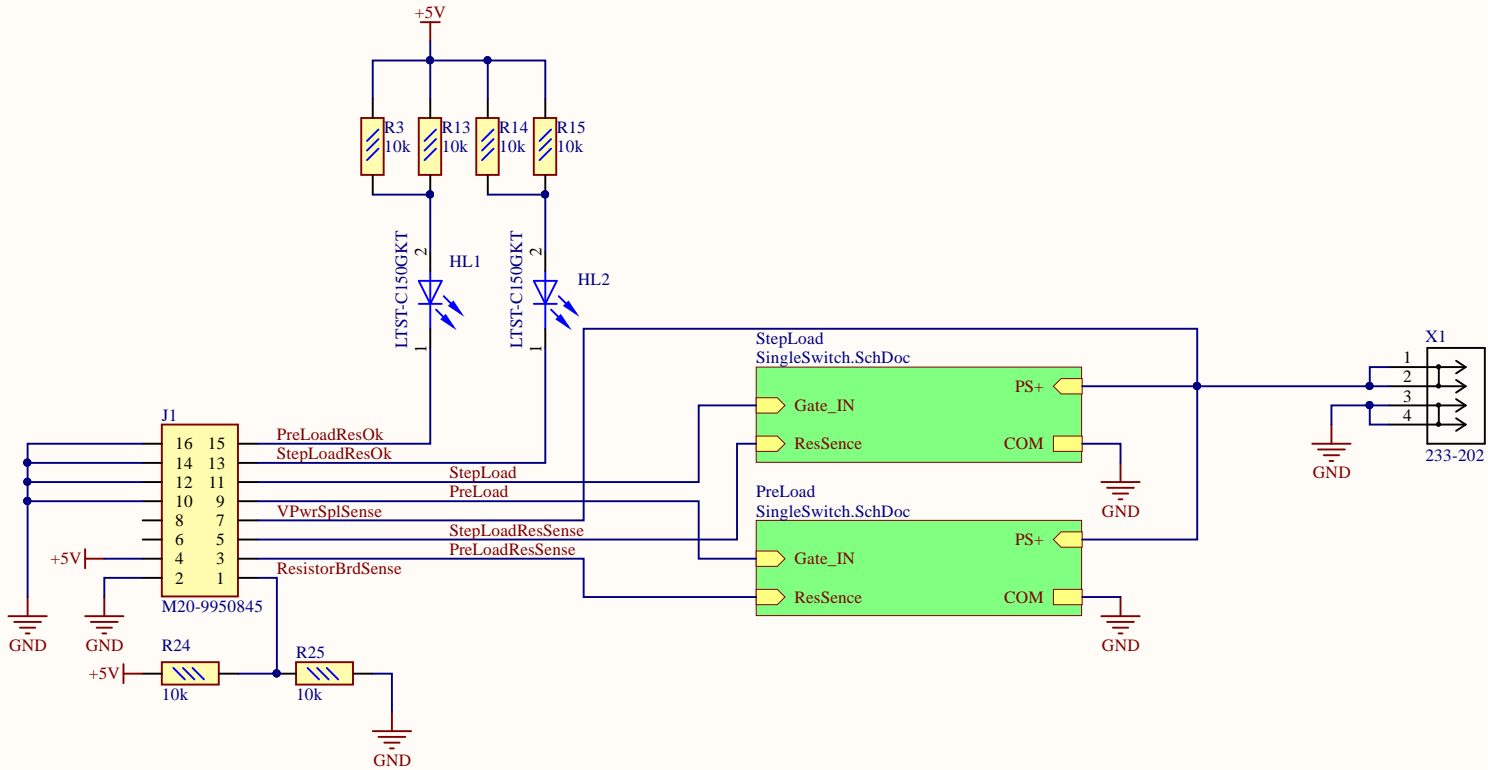 +5V
R3
10k
R13
10k
R14
10k
R15
10k
LTST-C150GKT
2
1
HL1
LTST-C150GKT
2
1
HL2
J1
16 15
14 13
12 11
10 9
8 7
6 5
4 3
2 1
M20-9950845
PreLoadResOk
StepLoadResOk
StepLoad
PreLoad
VPwrSplSense
StepLoadResSense
PreLoadResSense
ResistorBrdSense
+5V
GND
GND
R24
+5V
10k
R25
10k
GND
StepLoad
SingleSwitch.SchDoc
PS+
Gate_IN
ResSence
COM
GND
PreLoad
SingleSwitch.SchDoc
PS+
Gate_IN
ResSence
COM
GND
X1
1
2
3
4
233-202
GND